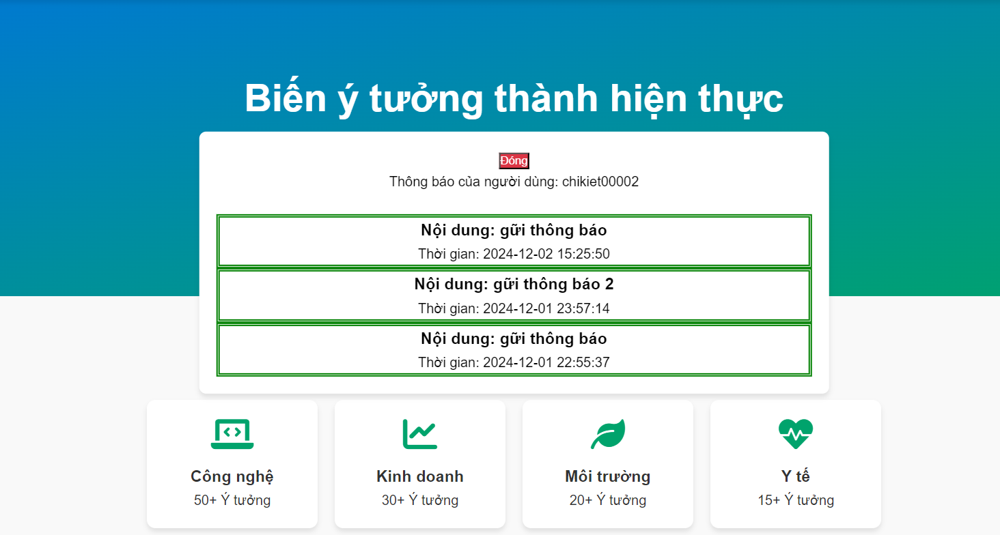 Biến ý tưởng thành hiện thực
Đóng
Thông báo của người dùng: chikiet00002
Nội dung: gữi thông báo
Thời gian: 2024-12-02 15:25:50
Nội dung: gữi thông báo 2
Thời gian: 2024-12-01 23:57:14
Nội dung: gữi thông báo
Thời gian: 2024-12-01 22:55:37
Công nghệ
50+ Ý tưởng
Kinh doanh
30+ Ý tưởng
Môi trường
20+ Ý tưởng
Y tế
15+ Ý tưởng